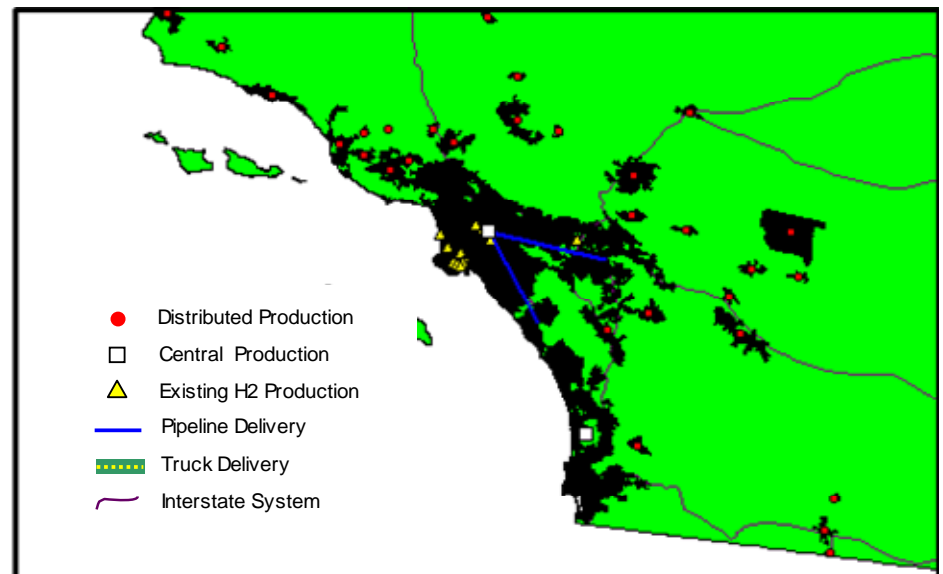 Distributed Production
Central Production
Existing H2 Production
Pipeline Delivery
Truck Delivery
Interstate System